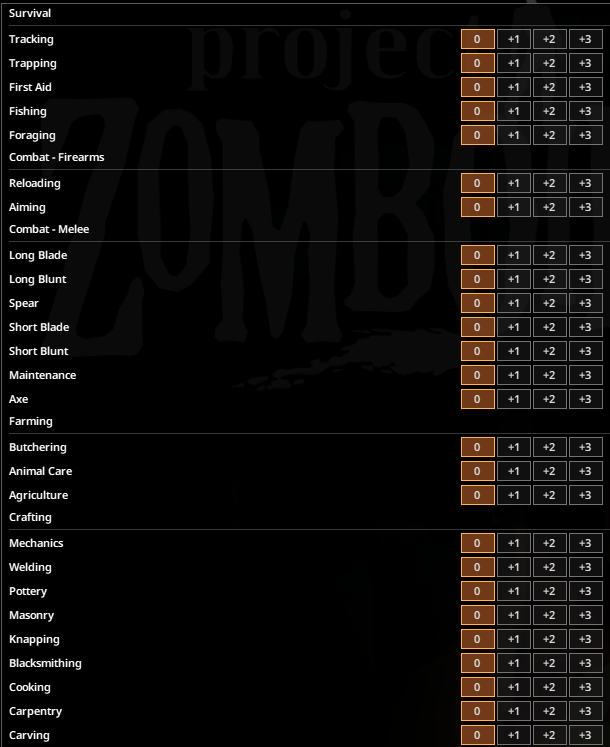 project
ZOMBOI
Survival
Tracking 0 +1 +2 +3
Trapping 0 +1 +2 +3
First Aid 0 +1 +2 +3
Fishing 0 +1 +2 +3
Foraging 0 +1 +2 +3
Combat - Firearms
Reloading 0 +1 +2 +3
Aiming 0 +1 +2 +3
Combat - Melee
Long Blade 0 +1 +2 +3
Long Blunt 0 +1 +2 +3
Spear 0 +1 +2 +3
Short Blade 0 +1 +2 +3
Short Blunt 0 +1 +2 +3
Maintenance 0 +1 +2 +3
Axe 0 +1 +2 +3
Farming
Butchering 0 +1 +2 +3
Animal Care 0 +1 +2 +3
Agriculture 0 +1 +2 +3
Crafting
Mechanics 0 +1 +2 +3
Welding 0 +1 +2 +3
Pottery 0 +1 +2 +3
Masonry 0 +1 +2 +3
Knapping 0 +1 +2 +3
Blacksmithing 0 +1 +2 +3
Cooking 0 +1 +2 +3
Carpentry 0 +1 +2 +3
Carving 0 +1 +2 +3